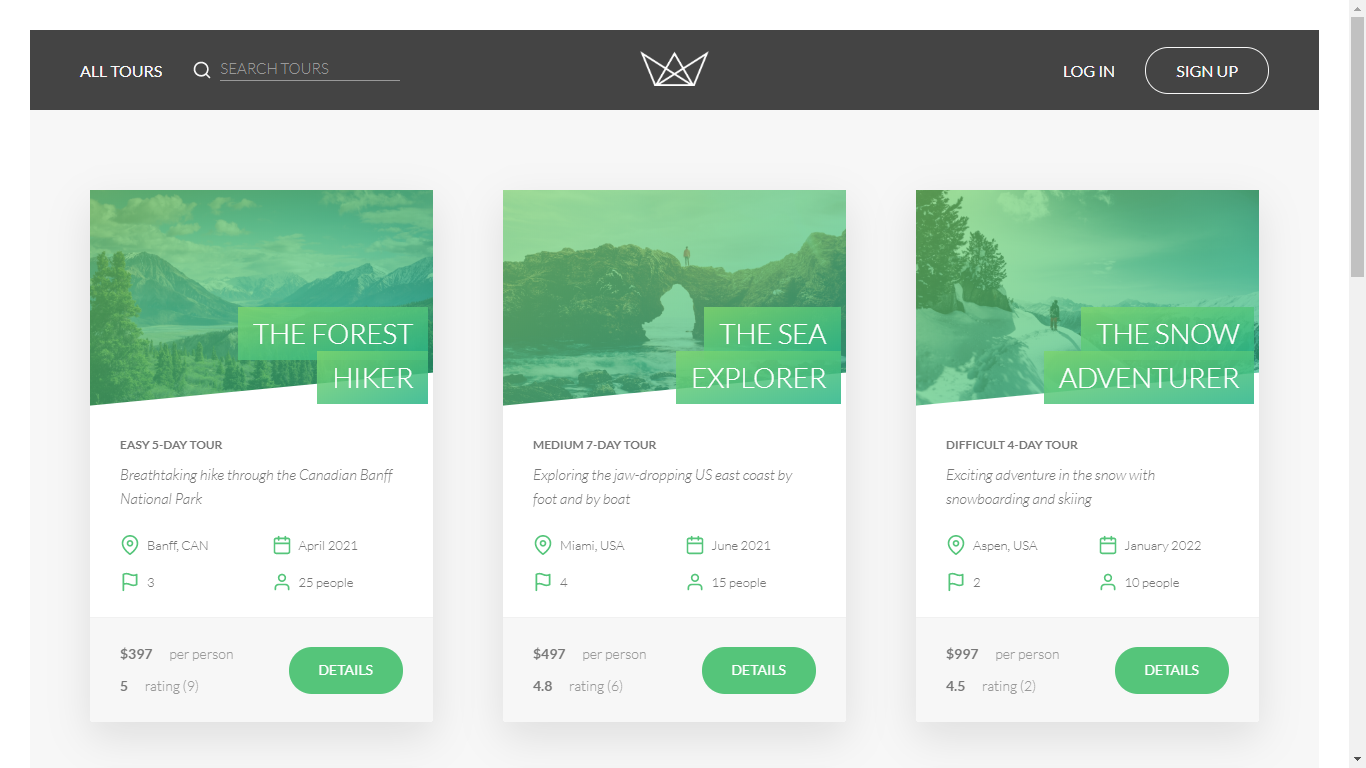 ALL TOURS
SEARCH TOURS
LOG IN
SIGN UP
THE FOREST
HIKER
EASY 5-DAY TOUR
Breathtaking hike through the Canadian Banff
National Park
Banff, CAN
April 2021
3
25 people
$397 per person
5 rating (9)
DETAILS
THE SEA
EXPLORER
MEDIUM 7-DAY TOUR
Exploring the jaw-dropping US east coast by
foot and by boat
Miami, USA
June 2021
4
15 people
$497 per person
4.8 rating (6)
DETAILS
THE SNOW
ADVENTURER
DIFFICULT 4-DAY TOUR
Exciting adventure in the snow with
snowboarding and skiing
Aspen, USA
January 2022
2
10 people
$997 per person
4.5 rating (2)
DETAILS